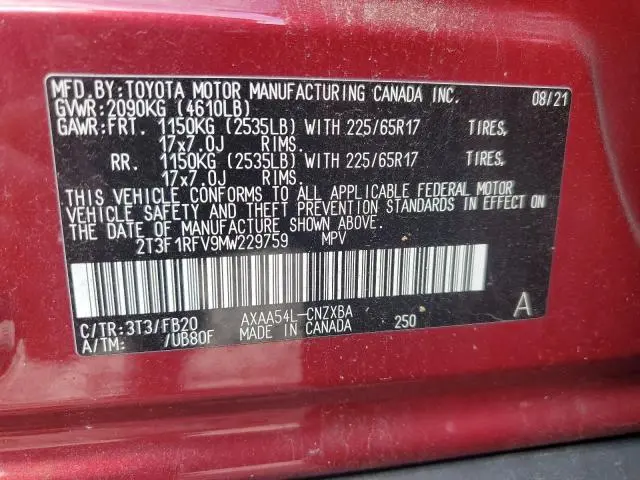 MFD.BY:TOYOTA MOTOR MANUFACTURING CANADA INC. 08/21
GVWR:2090KG (4610LB)
GAWR:FRT. 1150KG (2535LB) WITH 225/65R17 TIRES,
17x7.0J RIMS.
RR. 1150KG (2535LB) WITH 225/65R17 TIRES,
17x7.0J RIMS.
THIS VEHICLE CONFORMS TO ALL APPLICABLE FEDERAL MOTOR
VEHICLE SAFETY AND THEFT PREVENTION STANDARDS IN EFFECT ON
THE DATE OF MANUFACTURE SHOWN ABOVE.
2T3F1RFV9MW229759 MPV
C/TR:3T3/FB20 AXAA54L-CNZXBA A
A/TM: /UB80F MADE IN CANADA 250